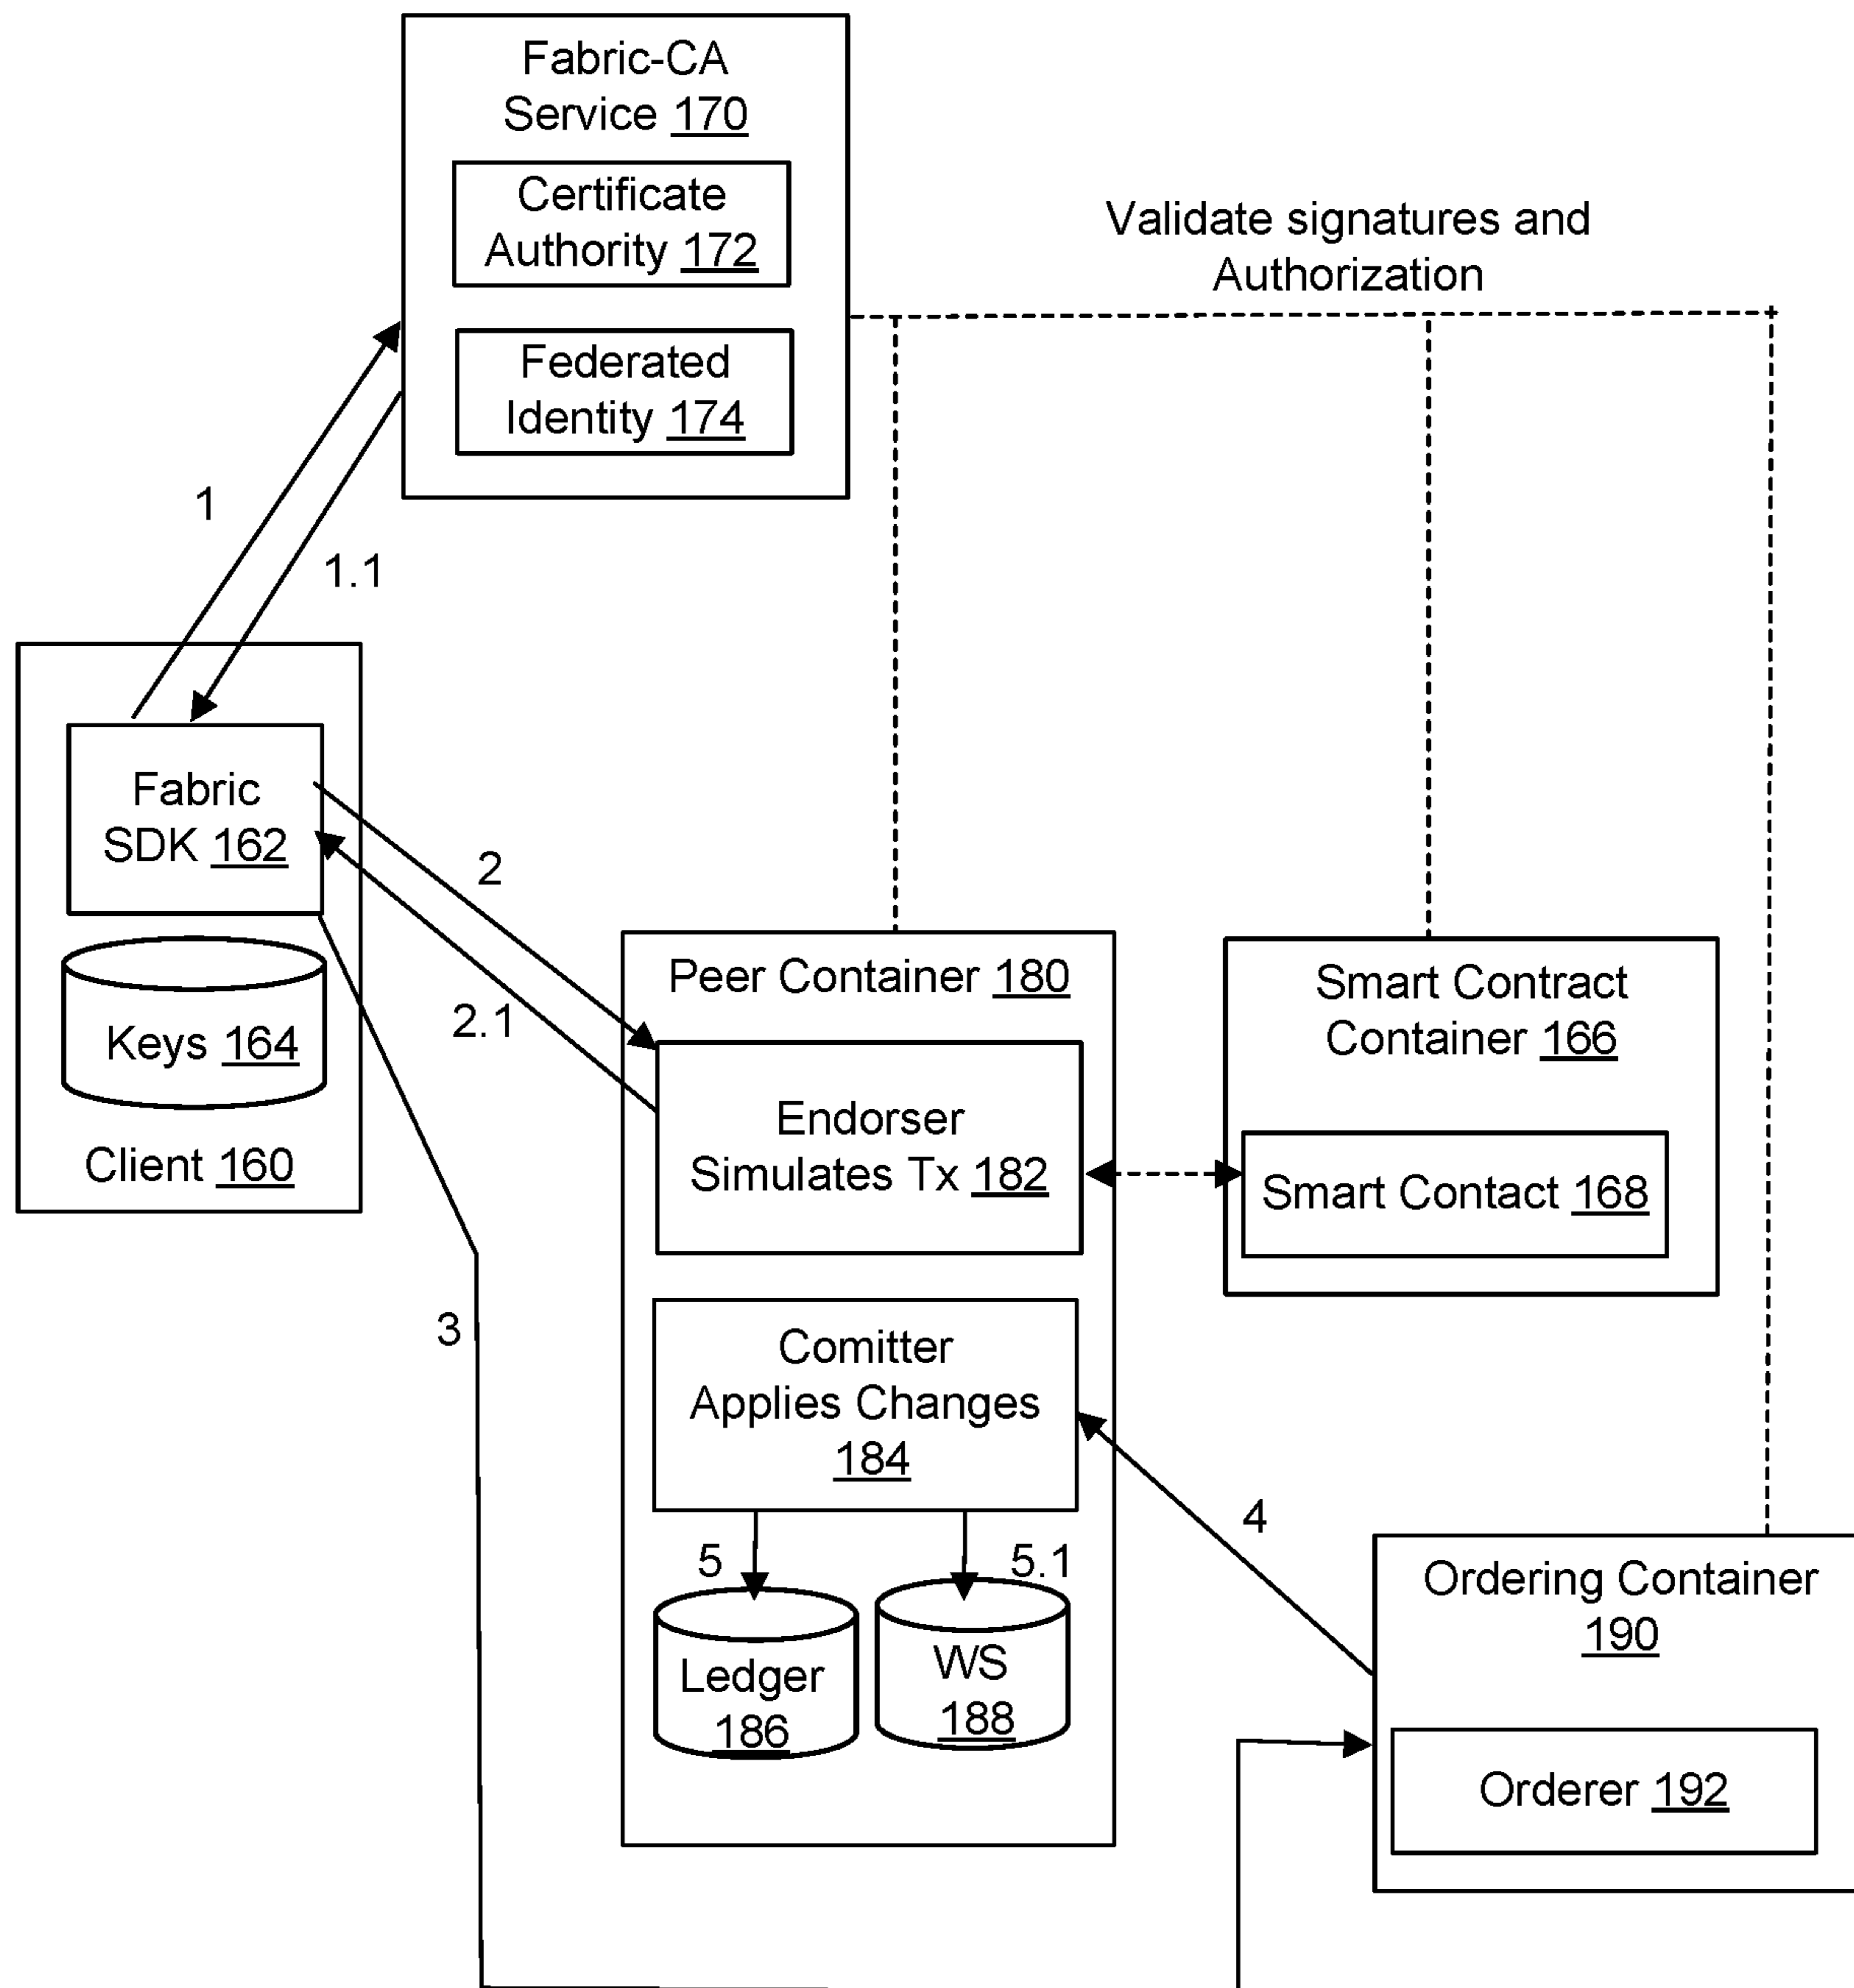 Fabric-CA
Service 170
Certificate
Authority 172
Federated
Identity 174
Validate signatures and
Authorization
1
1.1
Fabric
SDK 162
Keys 164
Client 160
2
2.1
3
Peer Container 180
Endorser
Simulates Tx 182
Comitter
Applies Changes
184
5
5.1
Ledger
186
WS
188
Smart Contract
Container 166
Smart Contact 168
4
Ordering Container
190
Orderer 192